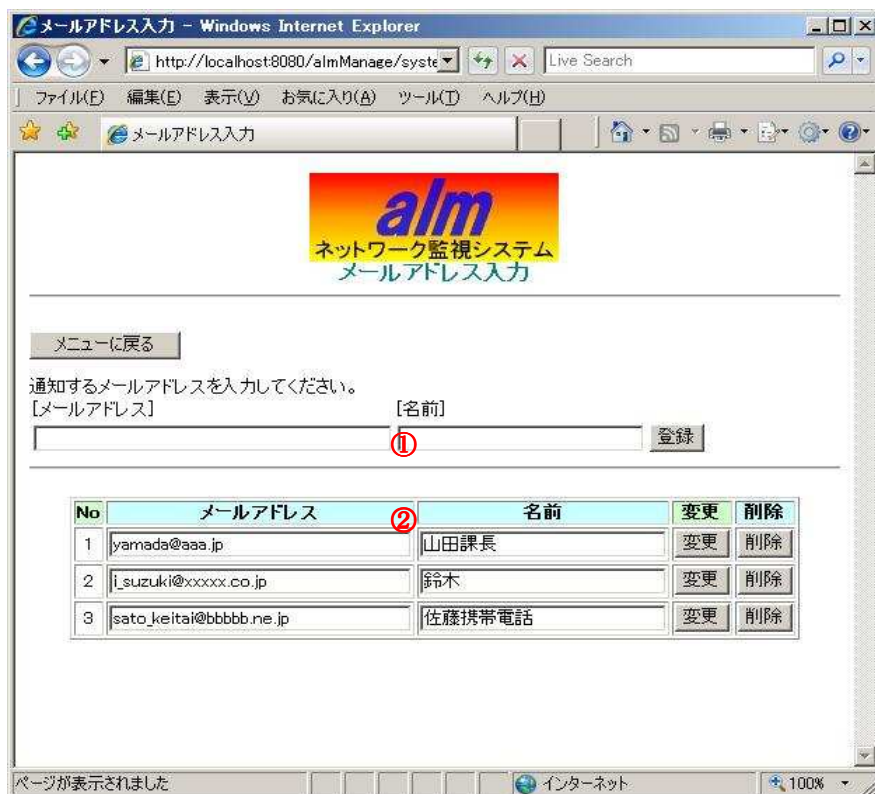 メールアドレス入力 - Windows Internet Explorer
http://localhost:8080/almManage/syste
Live Search
ファイル(F) 編集(E) 表示(V) お気に入り(A) ツール(T) ヘルプ(H)
メールアドレス入力
alm
ネットワーク監視システム
メールアドレス入力
メニューに戻る
通知するメールアドレスを入力してください。
[メールアドレス] [名前]
① 登録
No メールアドレス ② 名前 変更 削除
1 yamada@aaa.jp 山田課長 変更 削除
2 i_suzuki@xxxxx.co.jp 鈴木 変更 削除
3 sato_keitai@bbbbb.ne.jp 佐藤携帯電話 変更 削除
ページが表示されました インターネット 100%